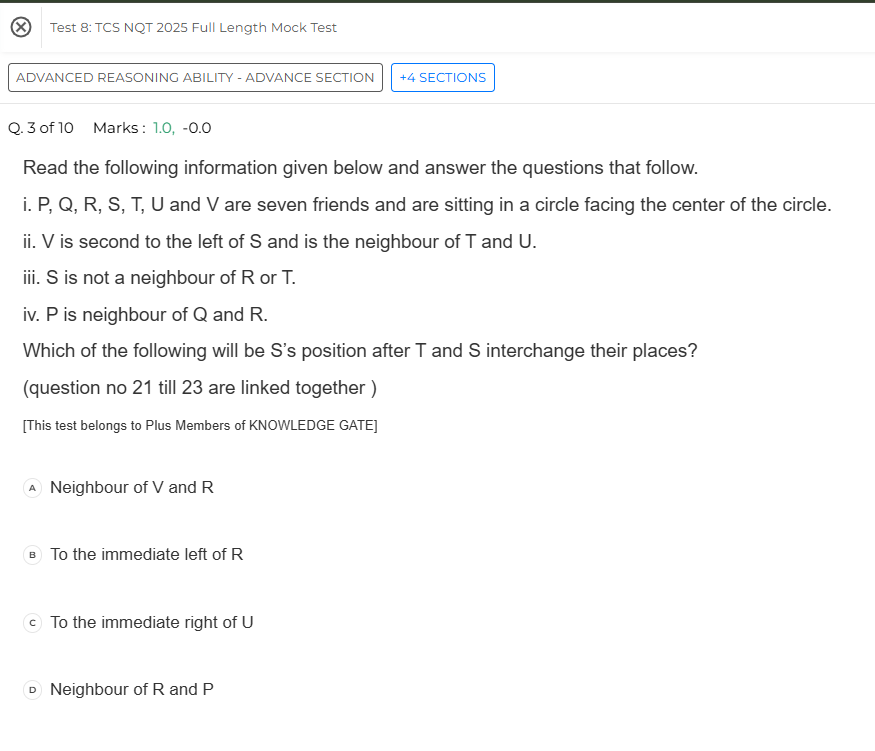 Test 8: TCS NQT 2025 Full Length Mock Test
ADVANCED REASONING ABILITY - ADVANCE SECTION +4 SECTIONS
Q. 3 of 10 Marks : 1.0, -0.0
Read the following information given below and answer the questions that follow.
i. P, Q, R, S, T, U and V are seven friends and are sitting in a circle facing the center of the circle.
ii. V is second to the left of S and is the neighbour of T and U.
iii. S is not a neighbour of R or T.
iv. P is neighbour of Q and R.
Which of the following will be S’s position after T and S interchange their places?
(question no 21 till 23 are linked together )
[This test belongs to Plus Members of KNOWLEDGE GATE]
A Neighbour of V and R
B To the immediate left of R
C To the immediate right of U
D Neighbour of R and P